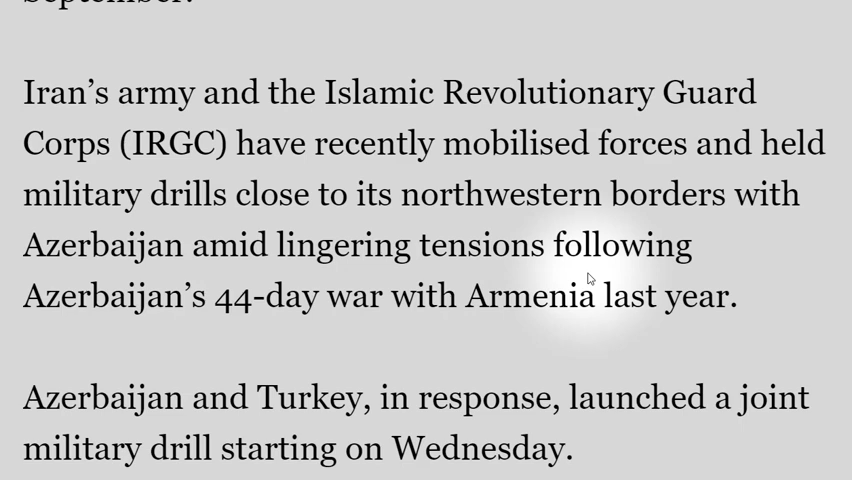 September.
Iran’s army and the Islamic Revolutionary Guard
Corps (IRGC) have recently mobilised forces and held
military drills close to its northwestern borders with
Azerbaijan amid lingering tensions following
Azerbaijan’s 44-day war with Armenia last year.
Azerbaijan and Turkey, in response, launched a joint
military drill starting on Wednesday.